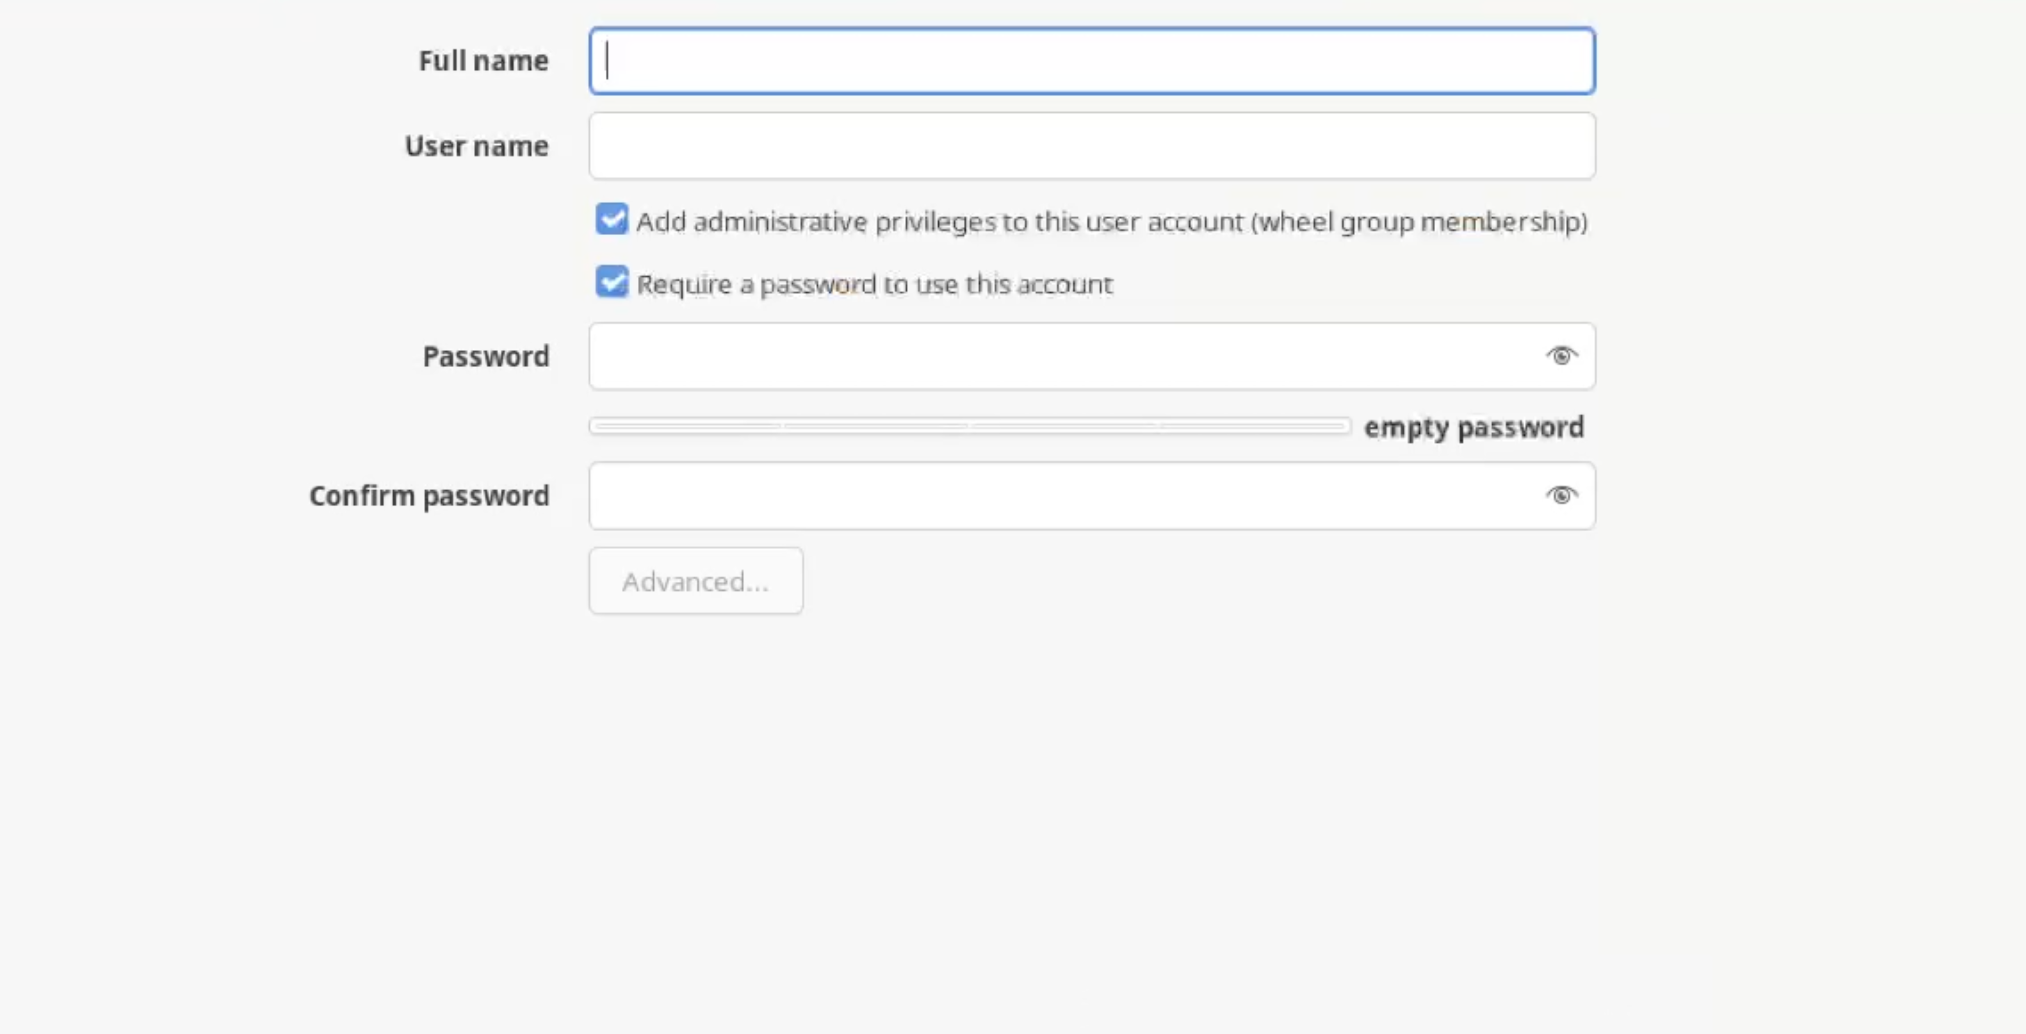 Full name
User name
Add administrative privileges to this user account (wheel group membership)
Require a password to use this account
Password
empty password
Confirm password
Advanced...